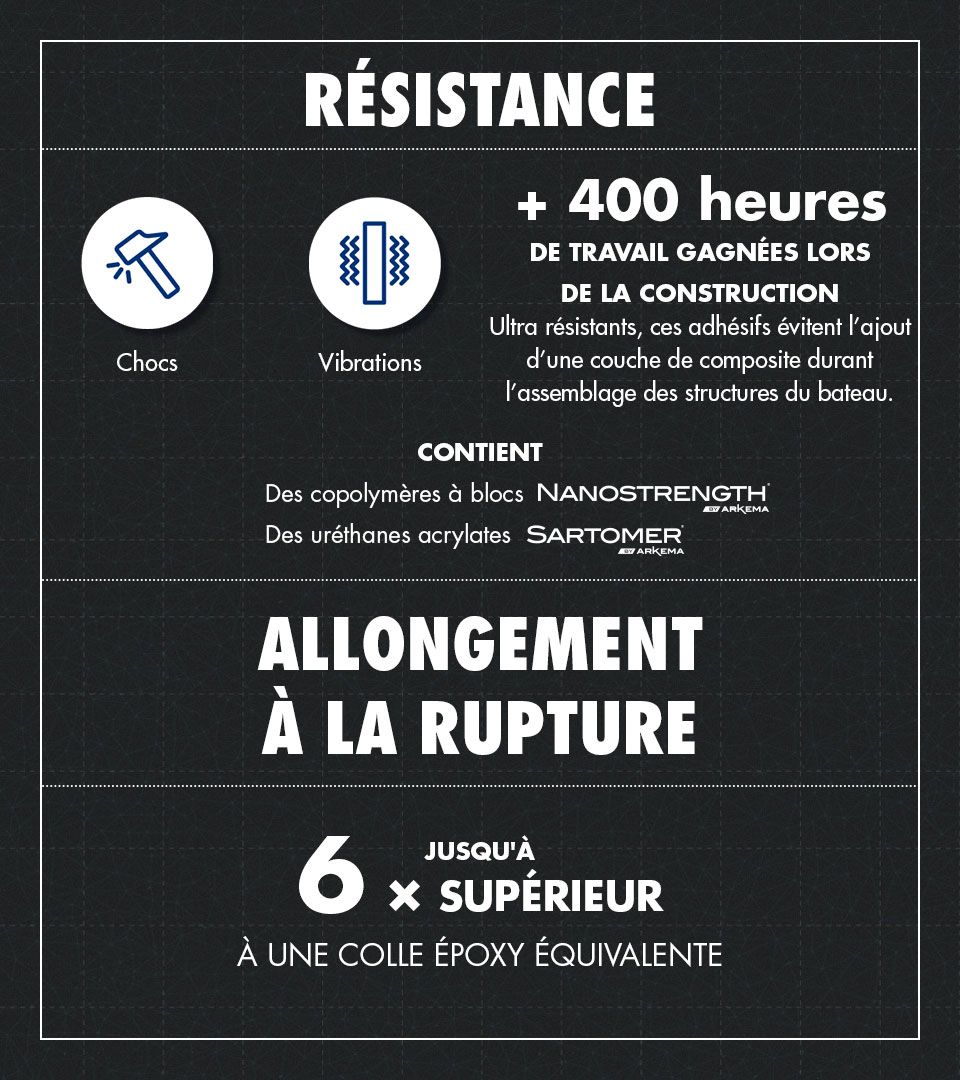 RÉSISTANCE
Chocs
Vibrations
+ 400 heures
DE TRAVAIL GAGNÉES LORS
DE LA CONSTRUCTION
Ultra résistants, ces adhésifs évitent l’ajout
d’une couche de composite durant
l’assemblage des structures du bateau.
CONTIENT
Des copolymères à blocs NANOSTRENGTH®
BY ARKEMA
Des uréthanes acrylates SARTOMER®
BY ARKEMA
ALLONGEMENT
À LA RUPTURE
JUSQU'À
6 × SUPÉRIEUR
À UNE COLLE ÉPOXY ÉQUIVALENTE